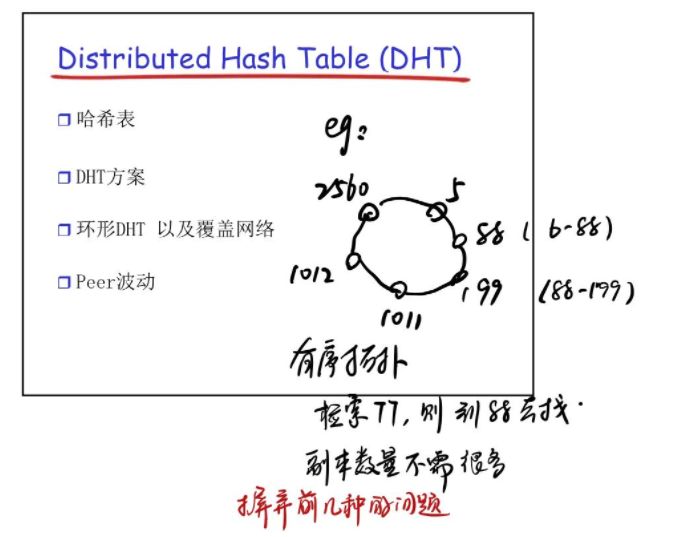 Distributed Hash Table (DHT)
哈希表
eg:
DHT方案
2560
5
环形DHT 以及覆盖网络
88 ( 6-88)
Peer波动
1012
199 (88-199)
1011
有序拓扑
检索77, 则到88去找.
副本数量不需很多
摒弃前几种的问题